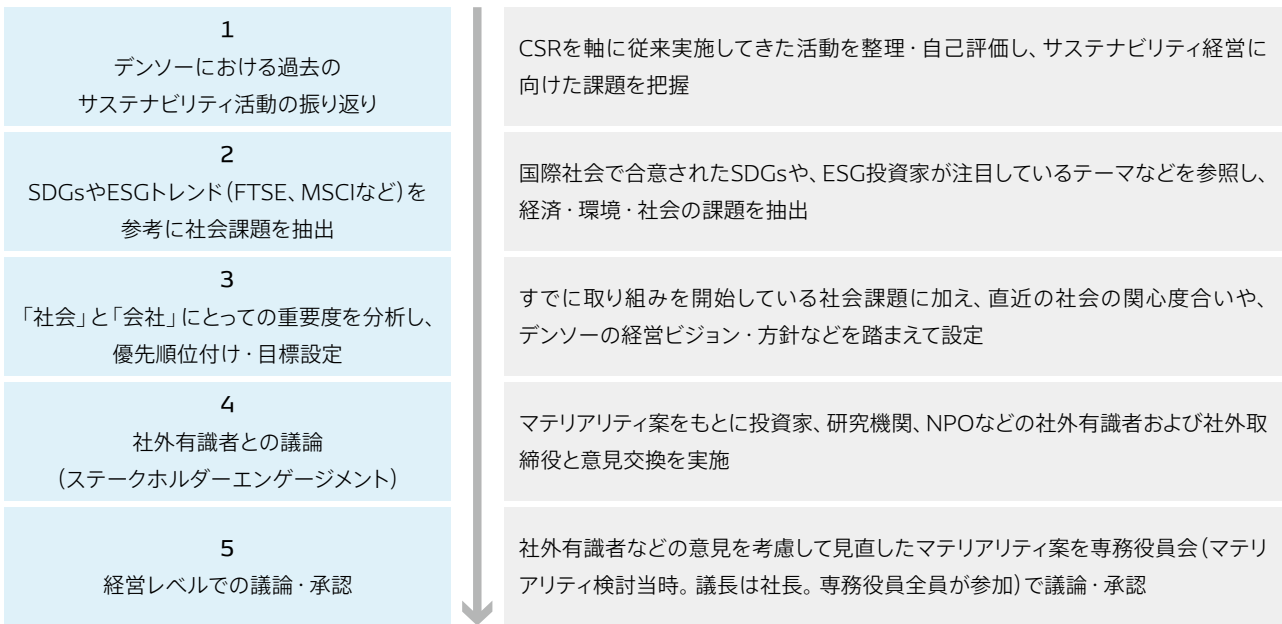 1
デンソーにおける過去の
サステナビリティ活動の振り返り
CSRを軸に従来実施してきた活動を整理・自己評価し、サステナビリティ経営に
向けた課題を把握
2
SDGsやESGトレンド（FTSE、MSCIなど）を
参考に社会課題を抽出
国際社会で合意されたSDGsや、ESG投資家が注目しているテーマなどを参照し、
経済・環境・社会の課題を抽出
3
「社会」と「会社」にとっての重要度を分析し、
優先順位付け・目標設定
すでに取り組みを開始している社会課題に加え、直近の社会の関心度合いや、
デンソーの経営ビジョン・方針などを踏まえて設定
4
社外有識者との議論
（ステークホルダーエンゲージメント）
マテリアリティ案をもとに投資家、研究機関、NPOなどの社外有識者および社外取
締役と意見交換を実施
5
経営レベルでの議論・承認
社外有識者などの意見を考慮して見直したマテリアリティ案を専務役員会（マテリ
アリティ検討当時。議長は社長。専務役員全員が参加）で議論・承認